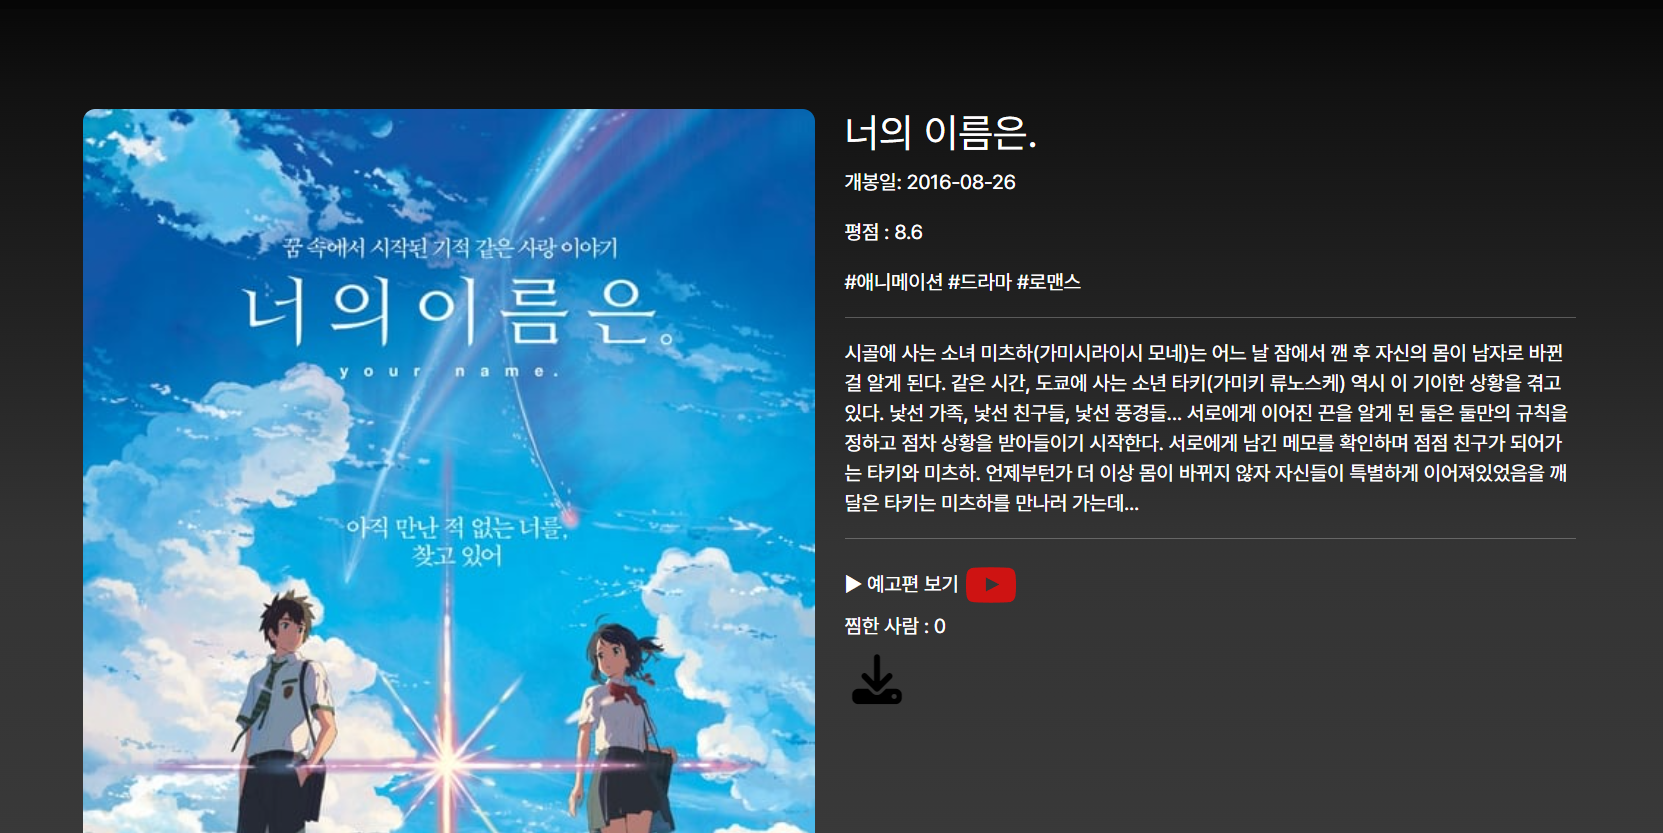 꿈 속에서 시작된 기적 같은 사랑 이야기
너의 이름은。
your name.
아직 만난 적 없는 너를,
찾고 있어
너의 이름은.
개봉일: 2016-08-26
평점 : 8.6
#애니메이션 #드라마 #로맨스
시골에 사는 소녀 미츠하(가미시라이시 모네)는 어느 날 잠에서 깬 후 자신의 몸이 남자로 바뀐
걸 알게 된다. 같은 시간, 도쿄에 사는 소년 타키(가미키 류노스케) 역시 이 기이한 상황을 겪고
있다. 낯선 가족, 낯선 친구들, 낯선 풍경들... 서로에게 이어진 끈을 알게 된 둘은 둘만의 규칙을
정하고 점차 상황을 받아들이기 시작한다. 서로에게 남긴 메모를 확인하며 점점 친구가 되어가
는 타키와 미츠하. 언제부턴가 더 이상 몸이 바뀌지 않자 자신들이 특별하게 이어져있었음을 깨
달은 타키는 미츠하를 만나러 가는데...
▶ 예고편 보기
찜한 사람 : 0